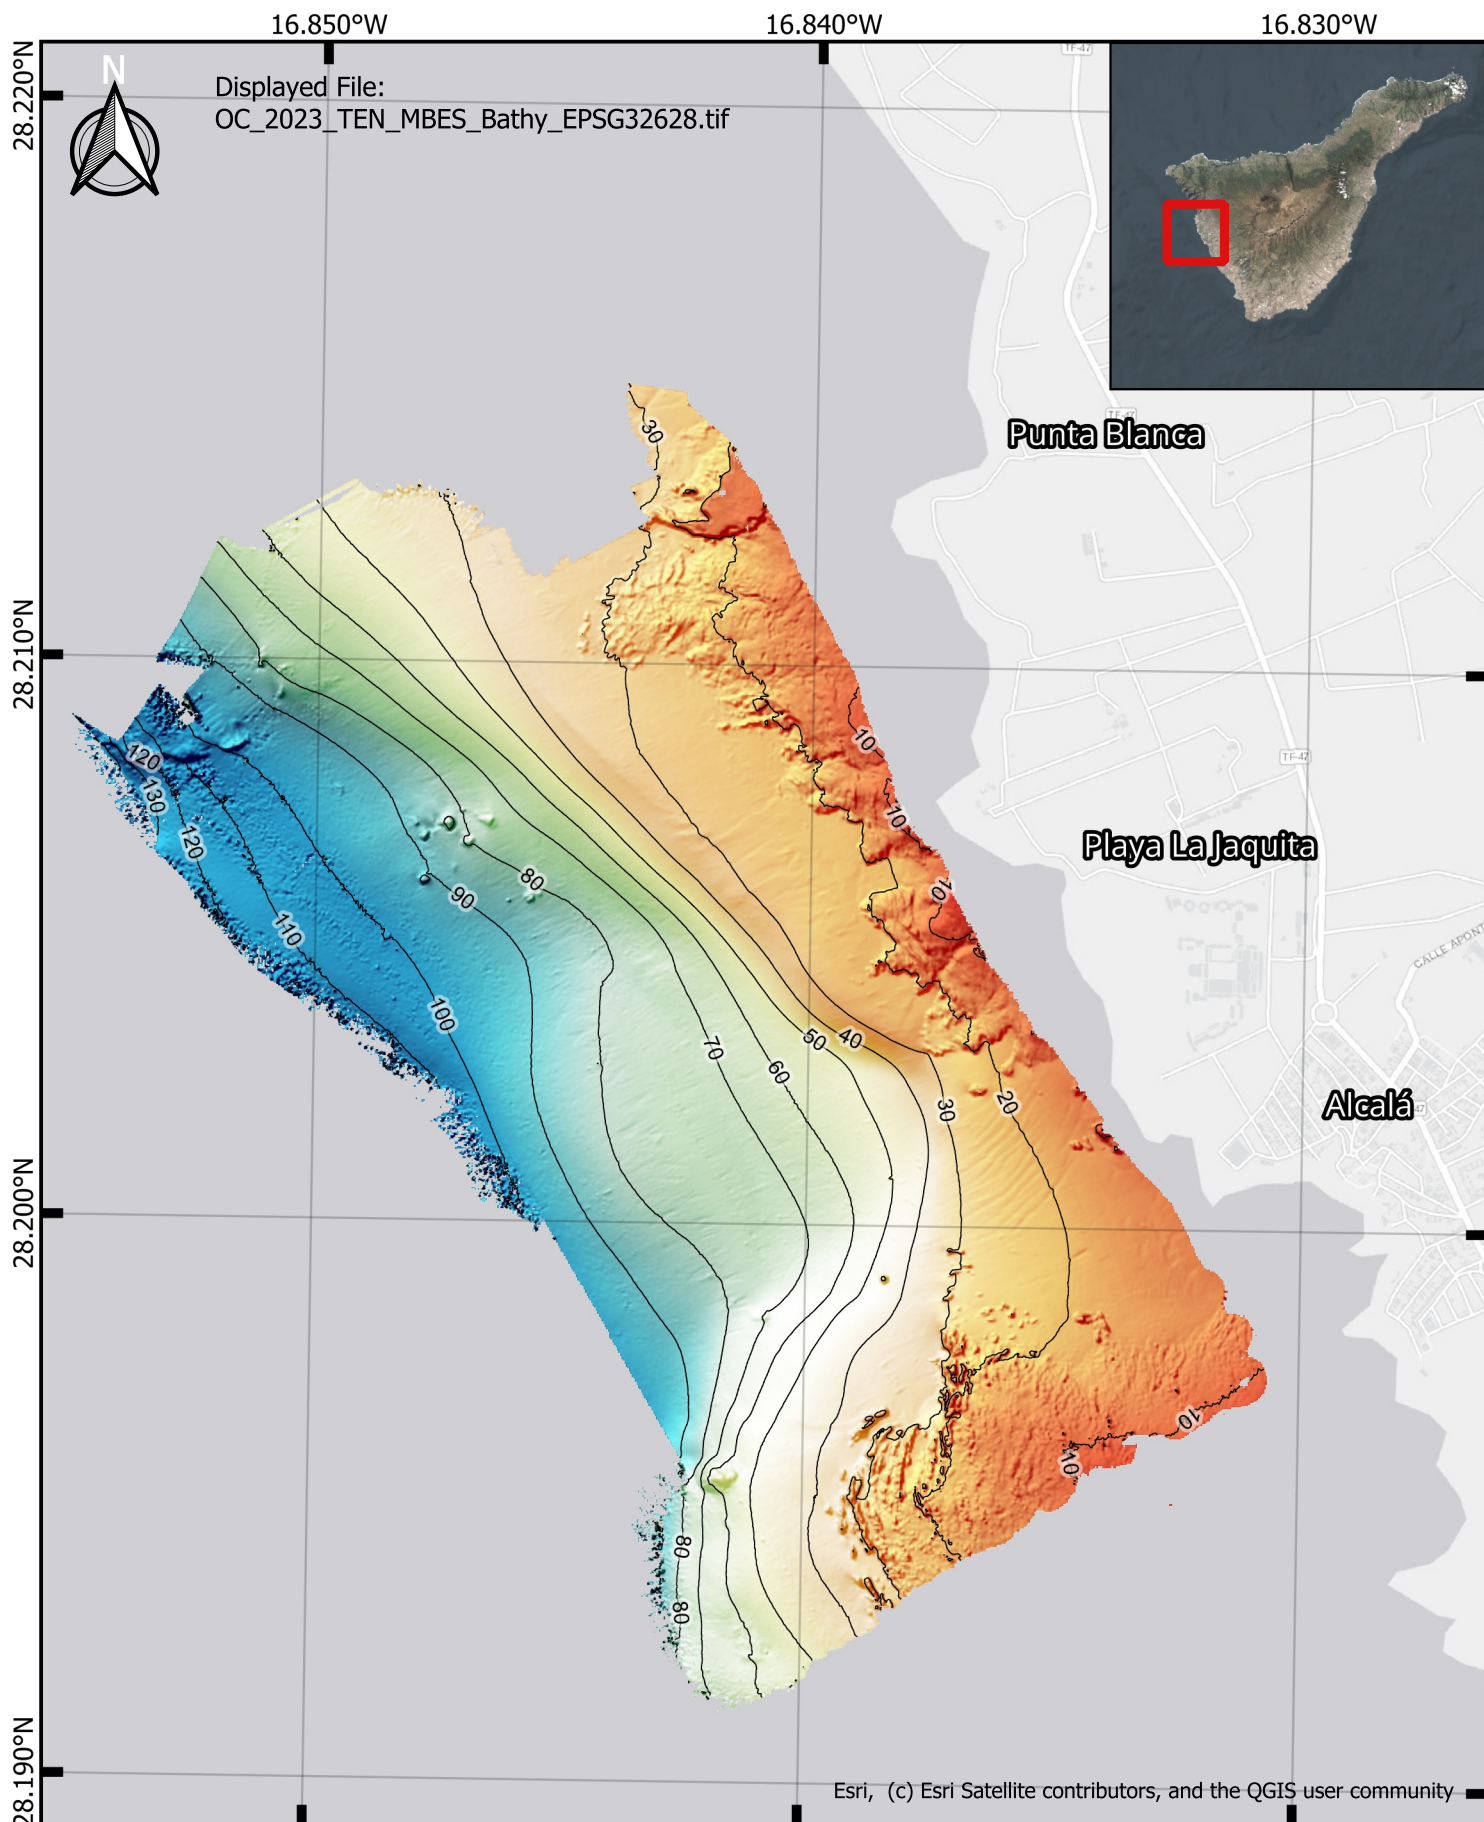 16.850°W 16.840°W 16.830°W
28.220°N
N
Displayed File:
OC_2023_TEN_MBES_Bathy_EPSG32628.tif
TF-47
TF-47
Punta Blanca
30
28.210°N
10
TF-47
120
130
10
120
Playa La Jaquita
80
90
10
110
CALLE APONT
100
50
40
70
60
30
20
Alcalá
47
28.200°N
10
10
80
80
28.190°N
Esri, (c) Esri Satellite contributors, and the QGIS user community